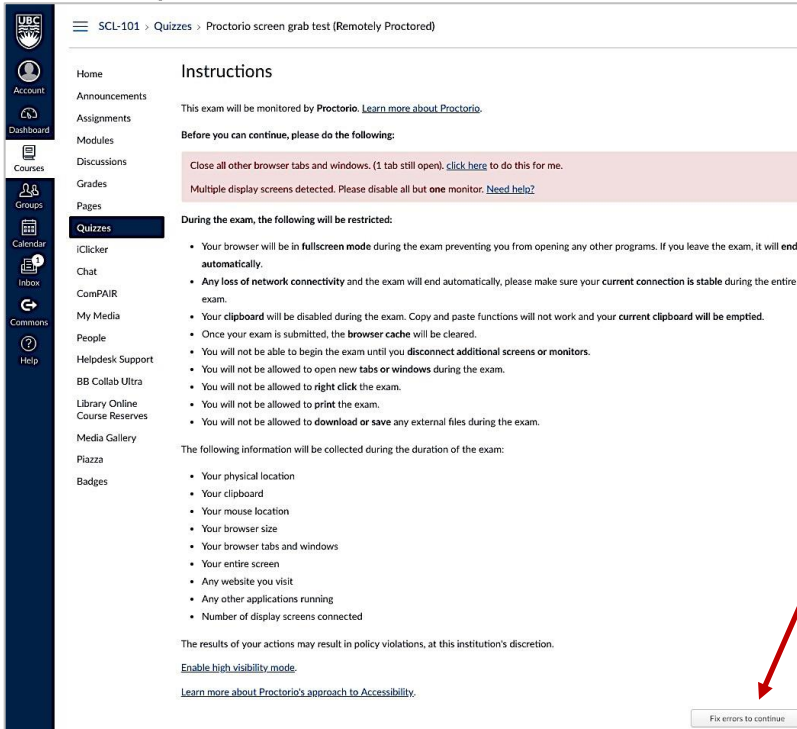 UBC
SCL-101 > Quizzes > Proctorio screen grab test (Remotely Proctored)
Account
Dashboard
Courses
Groups
Calendar
1
Inbox
Commons
Help
Home
Announcements
Assignments
Modules
Discussions
Grades
Pages
Quizzes
iClicker
Chat
ComPAIR
My Media
People
Helpdesk Support
BB Collab Ultra
Library Online
Course Reserves
Media Gallery
Piazza
Badges
Instructions
This exam will be monitored by Proctorio. Learn more about Proctorio.
Before you can continue, please do the following:
Close all other browser tabs and windows. (1 tab still open). click here to do this for me.
Multiple display screens detected. Please disable all but one monitor. Need help?
During the exam, the following will be restricted:
• Your browser will be in fullscreen mode during the exam preventing you from opening any other programs. If you leave the exam, it will end
automatically.
• Any loss of network connectivity and the exam will end automatically, please make sure your current connection is stable during the entire
exam.
• Your clipboard will be disabled during the exam. Copy and paste functions will not work and your current clipboard will be emptied.
• Once your exam is submitted, the browser cache will be cleared.
• You will not be able to begin the exam until you disconnect additional screens or monitors.
• You will not be allowed to open new tabs or windows during the exam.
• You will not be allowed to right click the exam.
• You will not be allowed to print the exam.
• You will not be allowed to download or save any external files during the exam.
The following information will be collected during the duration of the exam:
• Your physical location
• Your clipboard
• Your mouse location
• Your browser size
• Your browser tabs and windows
• Your entire screen
• Any website you visit
• Any other applications running
• Number of display screens connected
The results of your actions may result in policy violations, at this institution's discretion.
Enable high visibility mode.
Learn more about Proctorio's approach to Accessibility.
Fix errors to continue